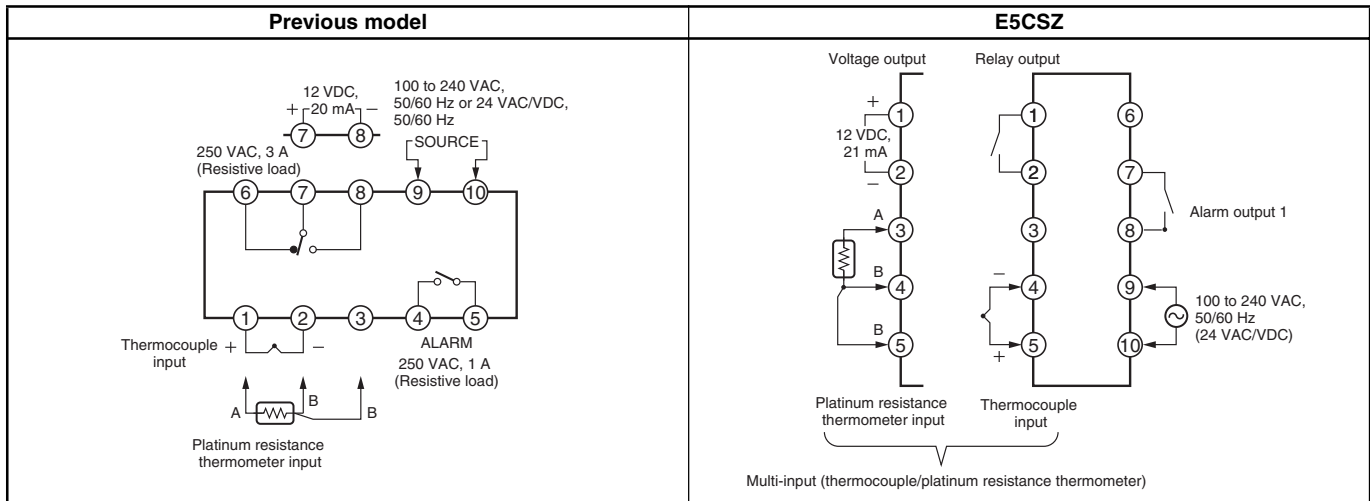 Previous model
E5CSZ
12 VDC,
20 mA
+
−
7
8
100 to 240 VAC,
50/60 Hz or 24 VAC/VDC,
50/60 Hz
SOURCE
250 VAC, 3 A
(Resistive load)
6
7
8
9
10
1
2
3
4
5
Thermocouple
input
+
−
ALARM
250 VAC, 1 A
(Resistive load)
A
B
B
Platinum resistance
thermometer input
Voltage output
Relay output
+
1
12 VDC,
21 mA
2
−
A
3
B
4
B
5
1
2
3
−
4
+
5
6
7
8
Alarm output 1
9
10
100 to 240 VAC,
50/60 Hz
(24 VAC/VDC)
Platinum resistance
thermometer input
Thermocouple
input
Multi-input (thermocouple/platinum resistance thermometer)